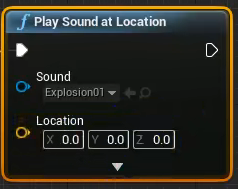 Play Sound at Location
Sound
Explosion01
Location
X 0.0 Y 0.0 Z 0.0